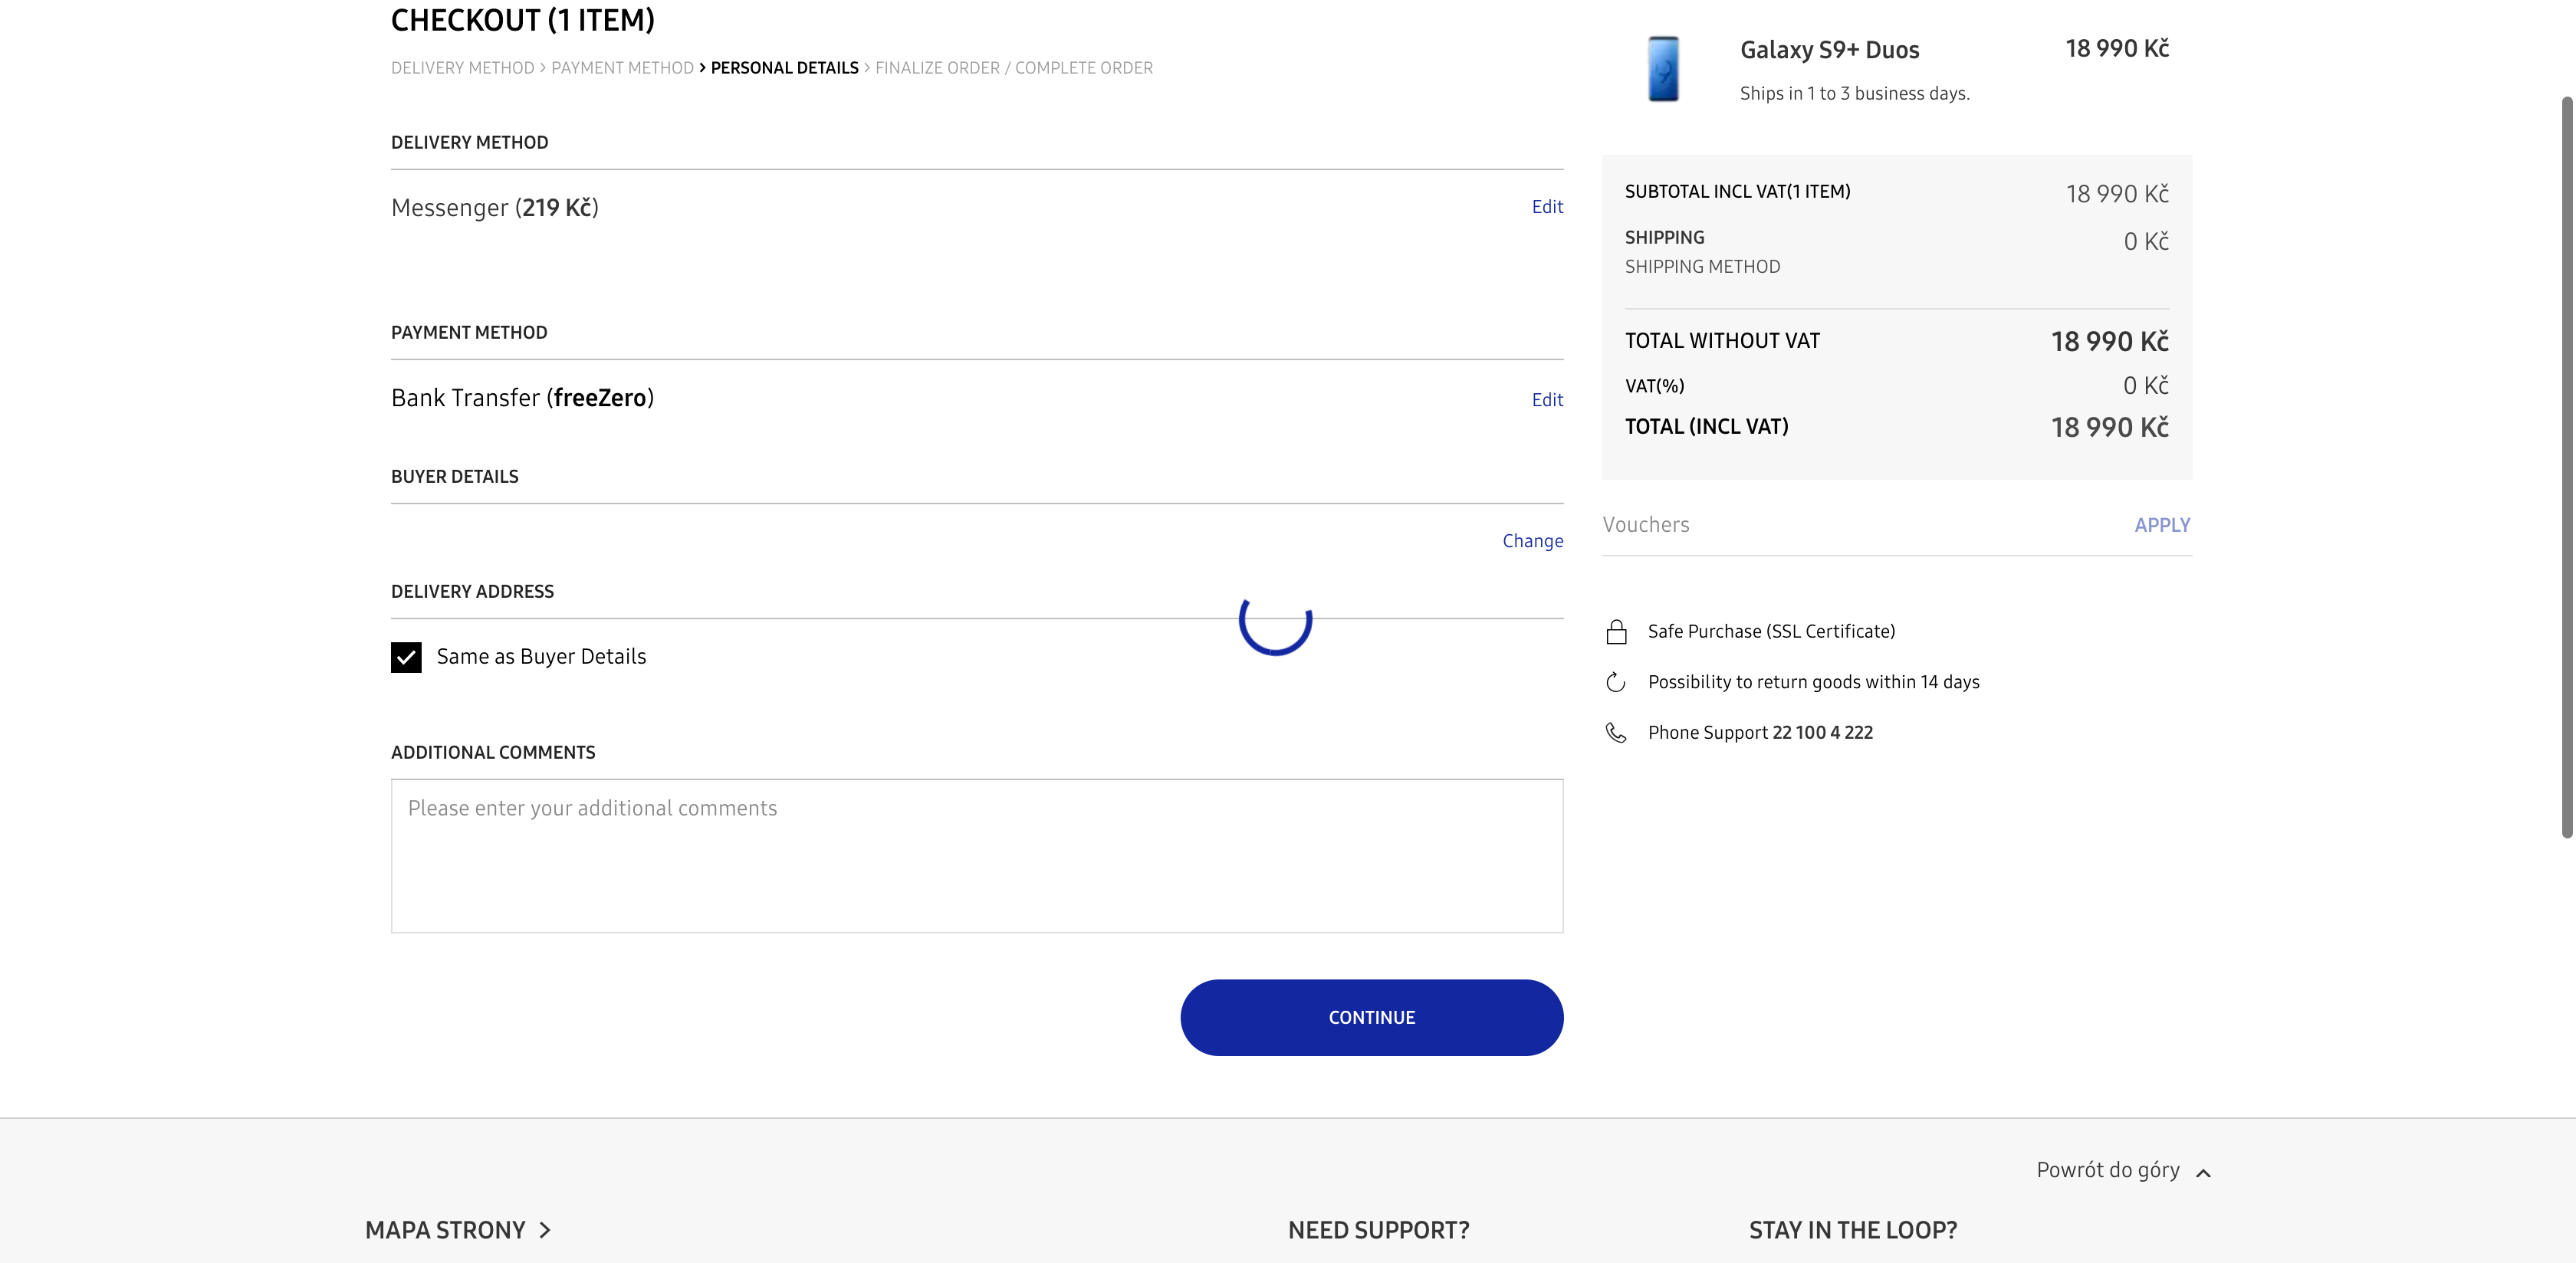 CHECKOUT (1 ITEM)
DELIVERY METHOD > PAYMENT METHOD > PERSONAL DETAILS > FINALIZE ORDER / COMPLETE ORDER
DELIVERY METHOD
Messenger (219 Kč)
Edit
PAYMENT METHOD
Bank Transfer (freeZero)
Edit
BUYER DETAILS
Change
DELIVERY ADDRESS
Same as Buyer Details
ADDITIONAL COMMENTS
Please enter your additional comments
CONTINUE
Galaxy S9+ Duos
18 990 Kč
Ships in 1 to 3 business days.
SUBTOTAL INCL VAT(1 ITEM)
18 990 Kč
SHIPPING
0 Kč
SHIPPING METHOD
TOTAL WITHOUT VAT
18 990 Kč
VAT(%)
0 Kč
TOTAL (INCL VAT)
18 990 Kč
Vouchers
APPLY
Safe Purchase (SSL Certificate)
Possibility to return goods within 14 days
Phone Support 22 100 4 222
Powrót do góry
MAPA STRONY >
NEED SUPPORT?
STAY IN THE LOOP?